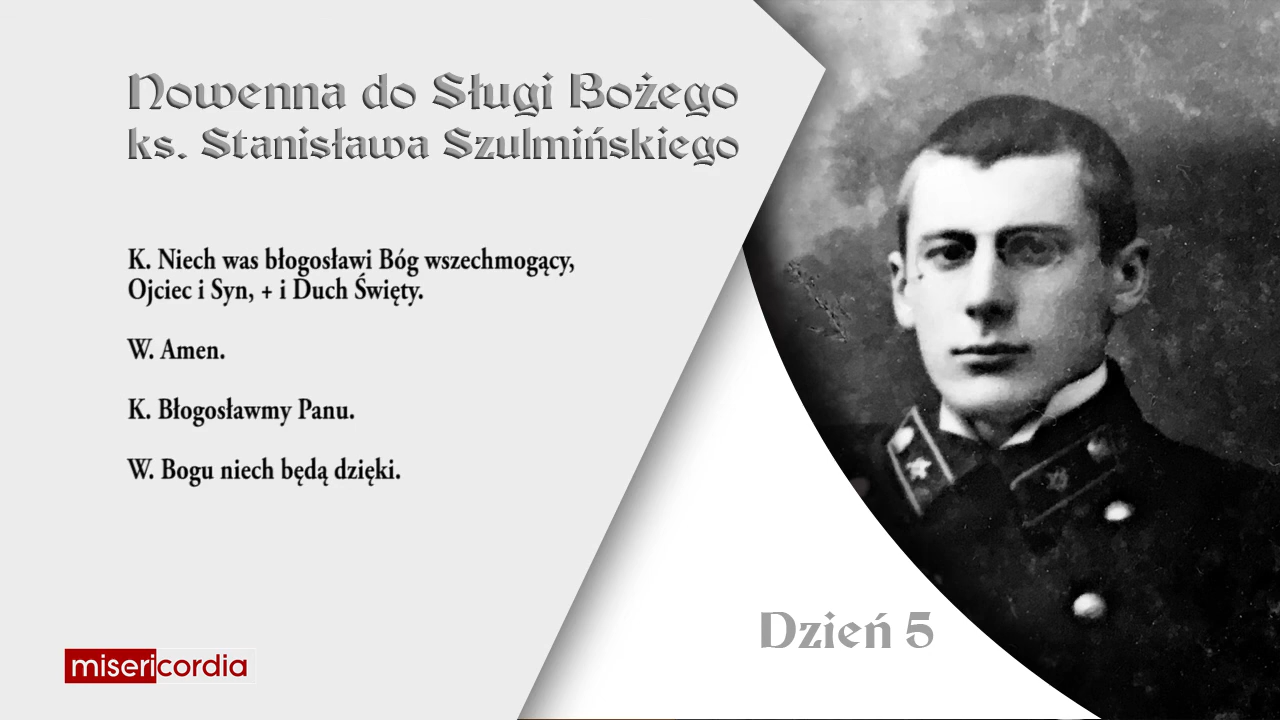 Nowenna do Sługi Bożego
ks. Stanisława Szulmińskiego
K. Niech was błogosławi Bóg wszechmogący,
Ojciec i Syn, + i Duch Święty.
W. Amen.
K. Błogosławmy Panu.
W. Bogu niech będą dzięki.
Dzień 5
misericordia